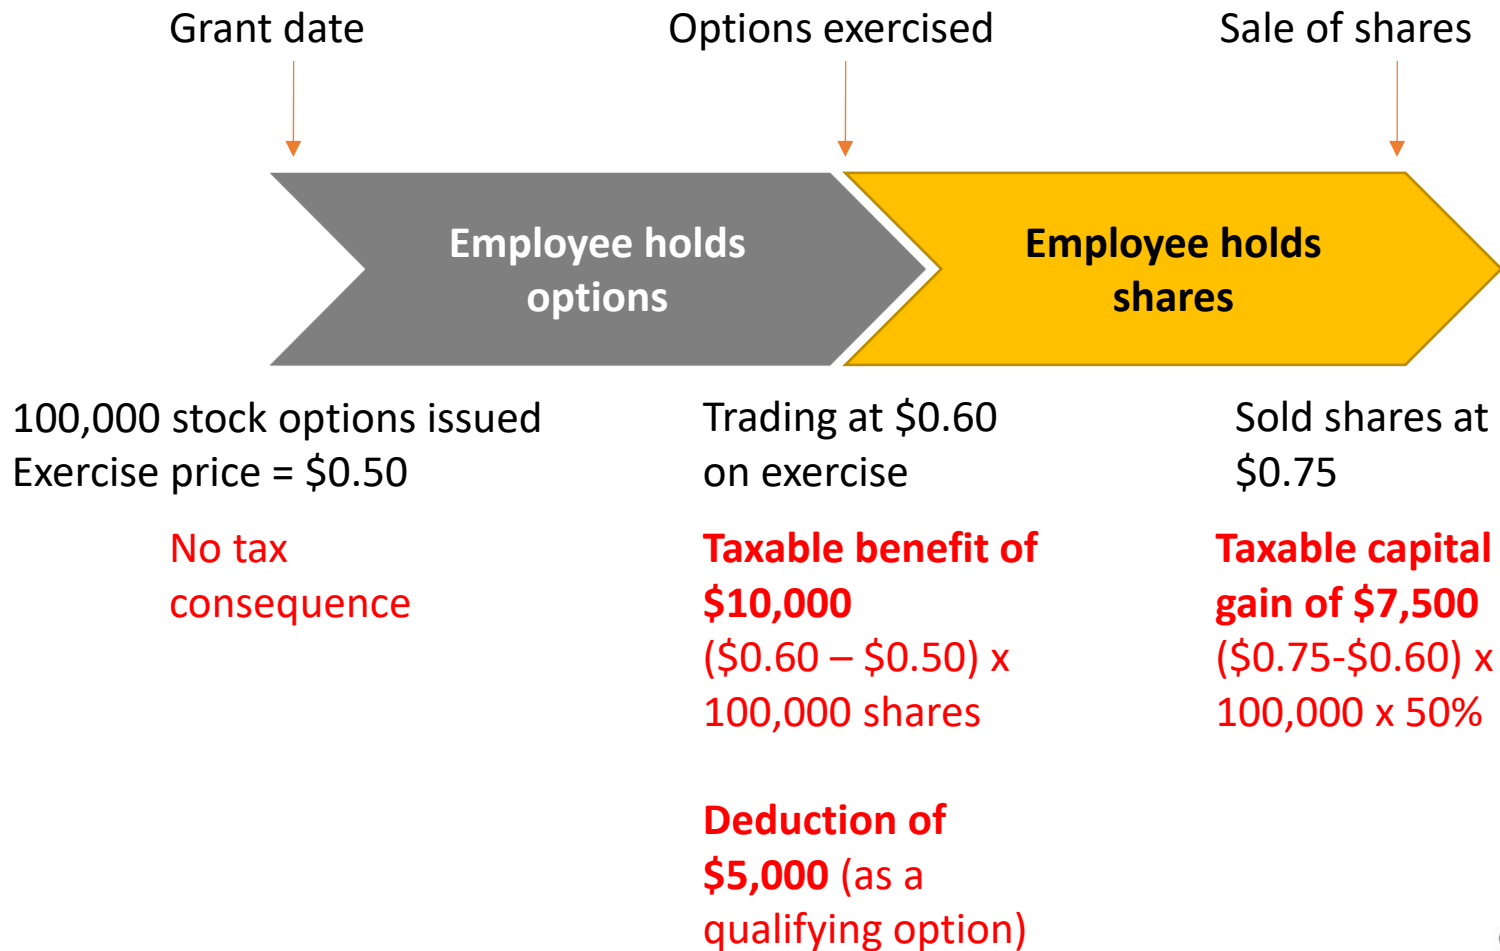 Grant date
Options exercised
Sale of shares
Employee holds
options
Employee holds
shares
100,000 stock options issued
Exercise price = $0.50
No tax
consequence
Trading at $0.60
on exercise
Taxable benefit of
$10,000
($0.60 – $0.50) x
100,000 shares
Deduction of
$5,000 (as a
qualifying option)
Sold shares at
$0.75
Taxable capital
gain of $7,500
($0.75-$0.60) x
100,000 x 50%